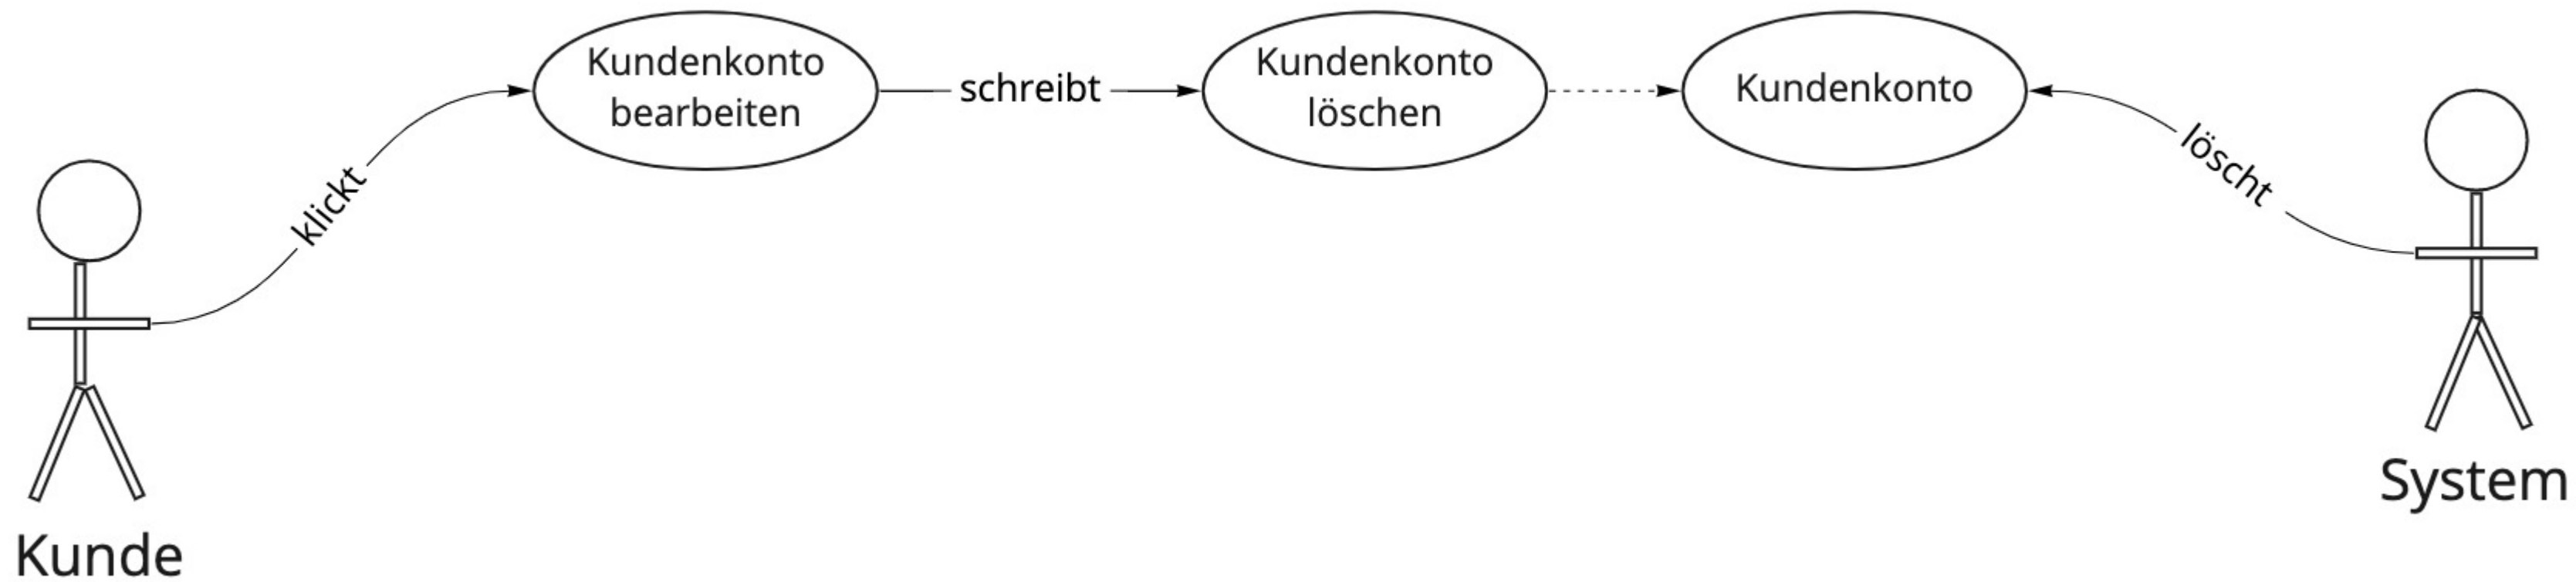 Kundenkonto
bearbeiten
schreibt
Kundenkonto
löschen
Kundenkonto
klickt
löscht
Kunde
System